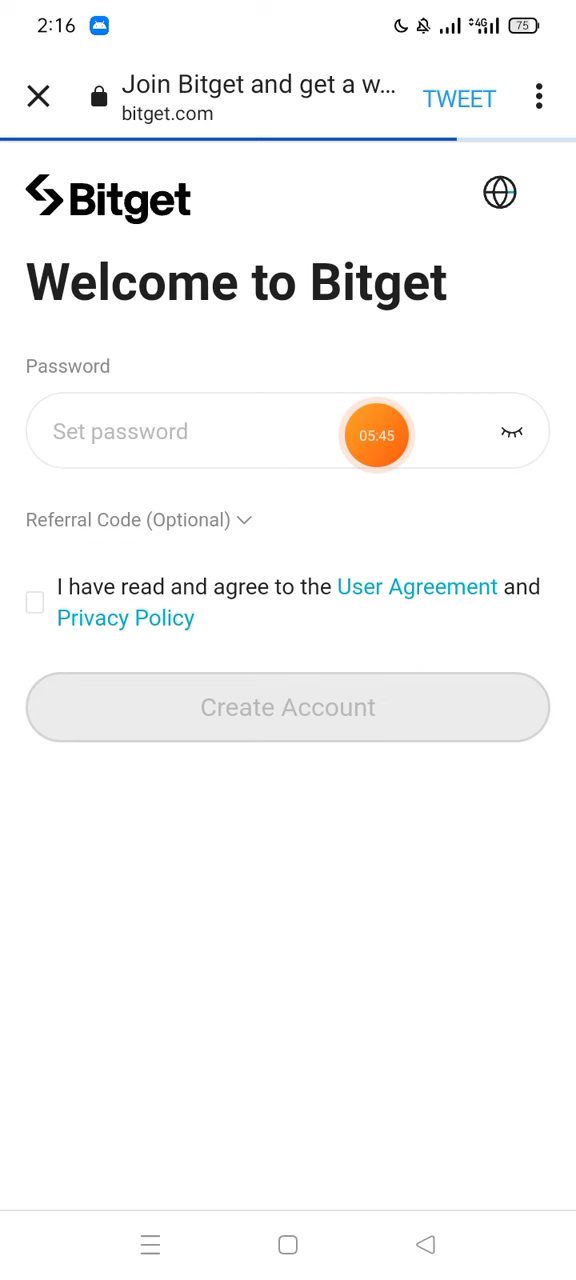 2:16
4G
75
Join Bitget and get a w...
TWEET
bitget.com
Bitget
Welcome to Bitget
Password
Set password
05:45
Referral Code (Optional)
I have read and agree to the User Agreement and
Privacy Policy
Create Account